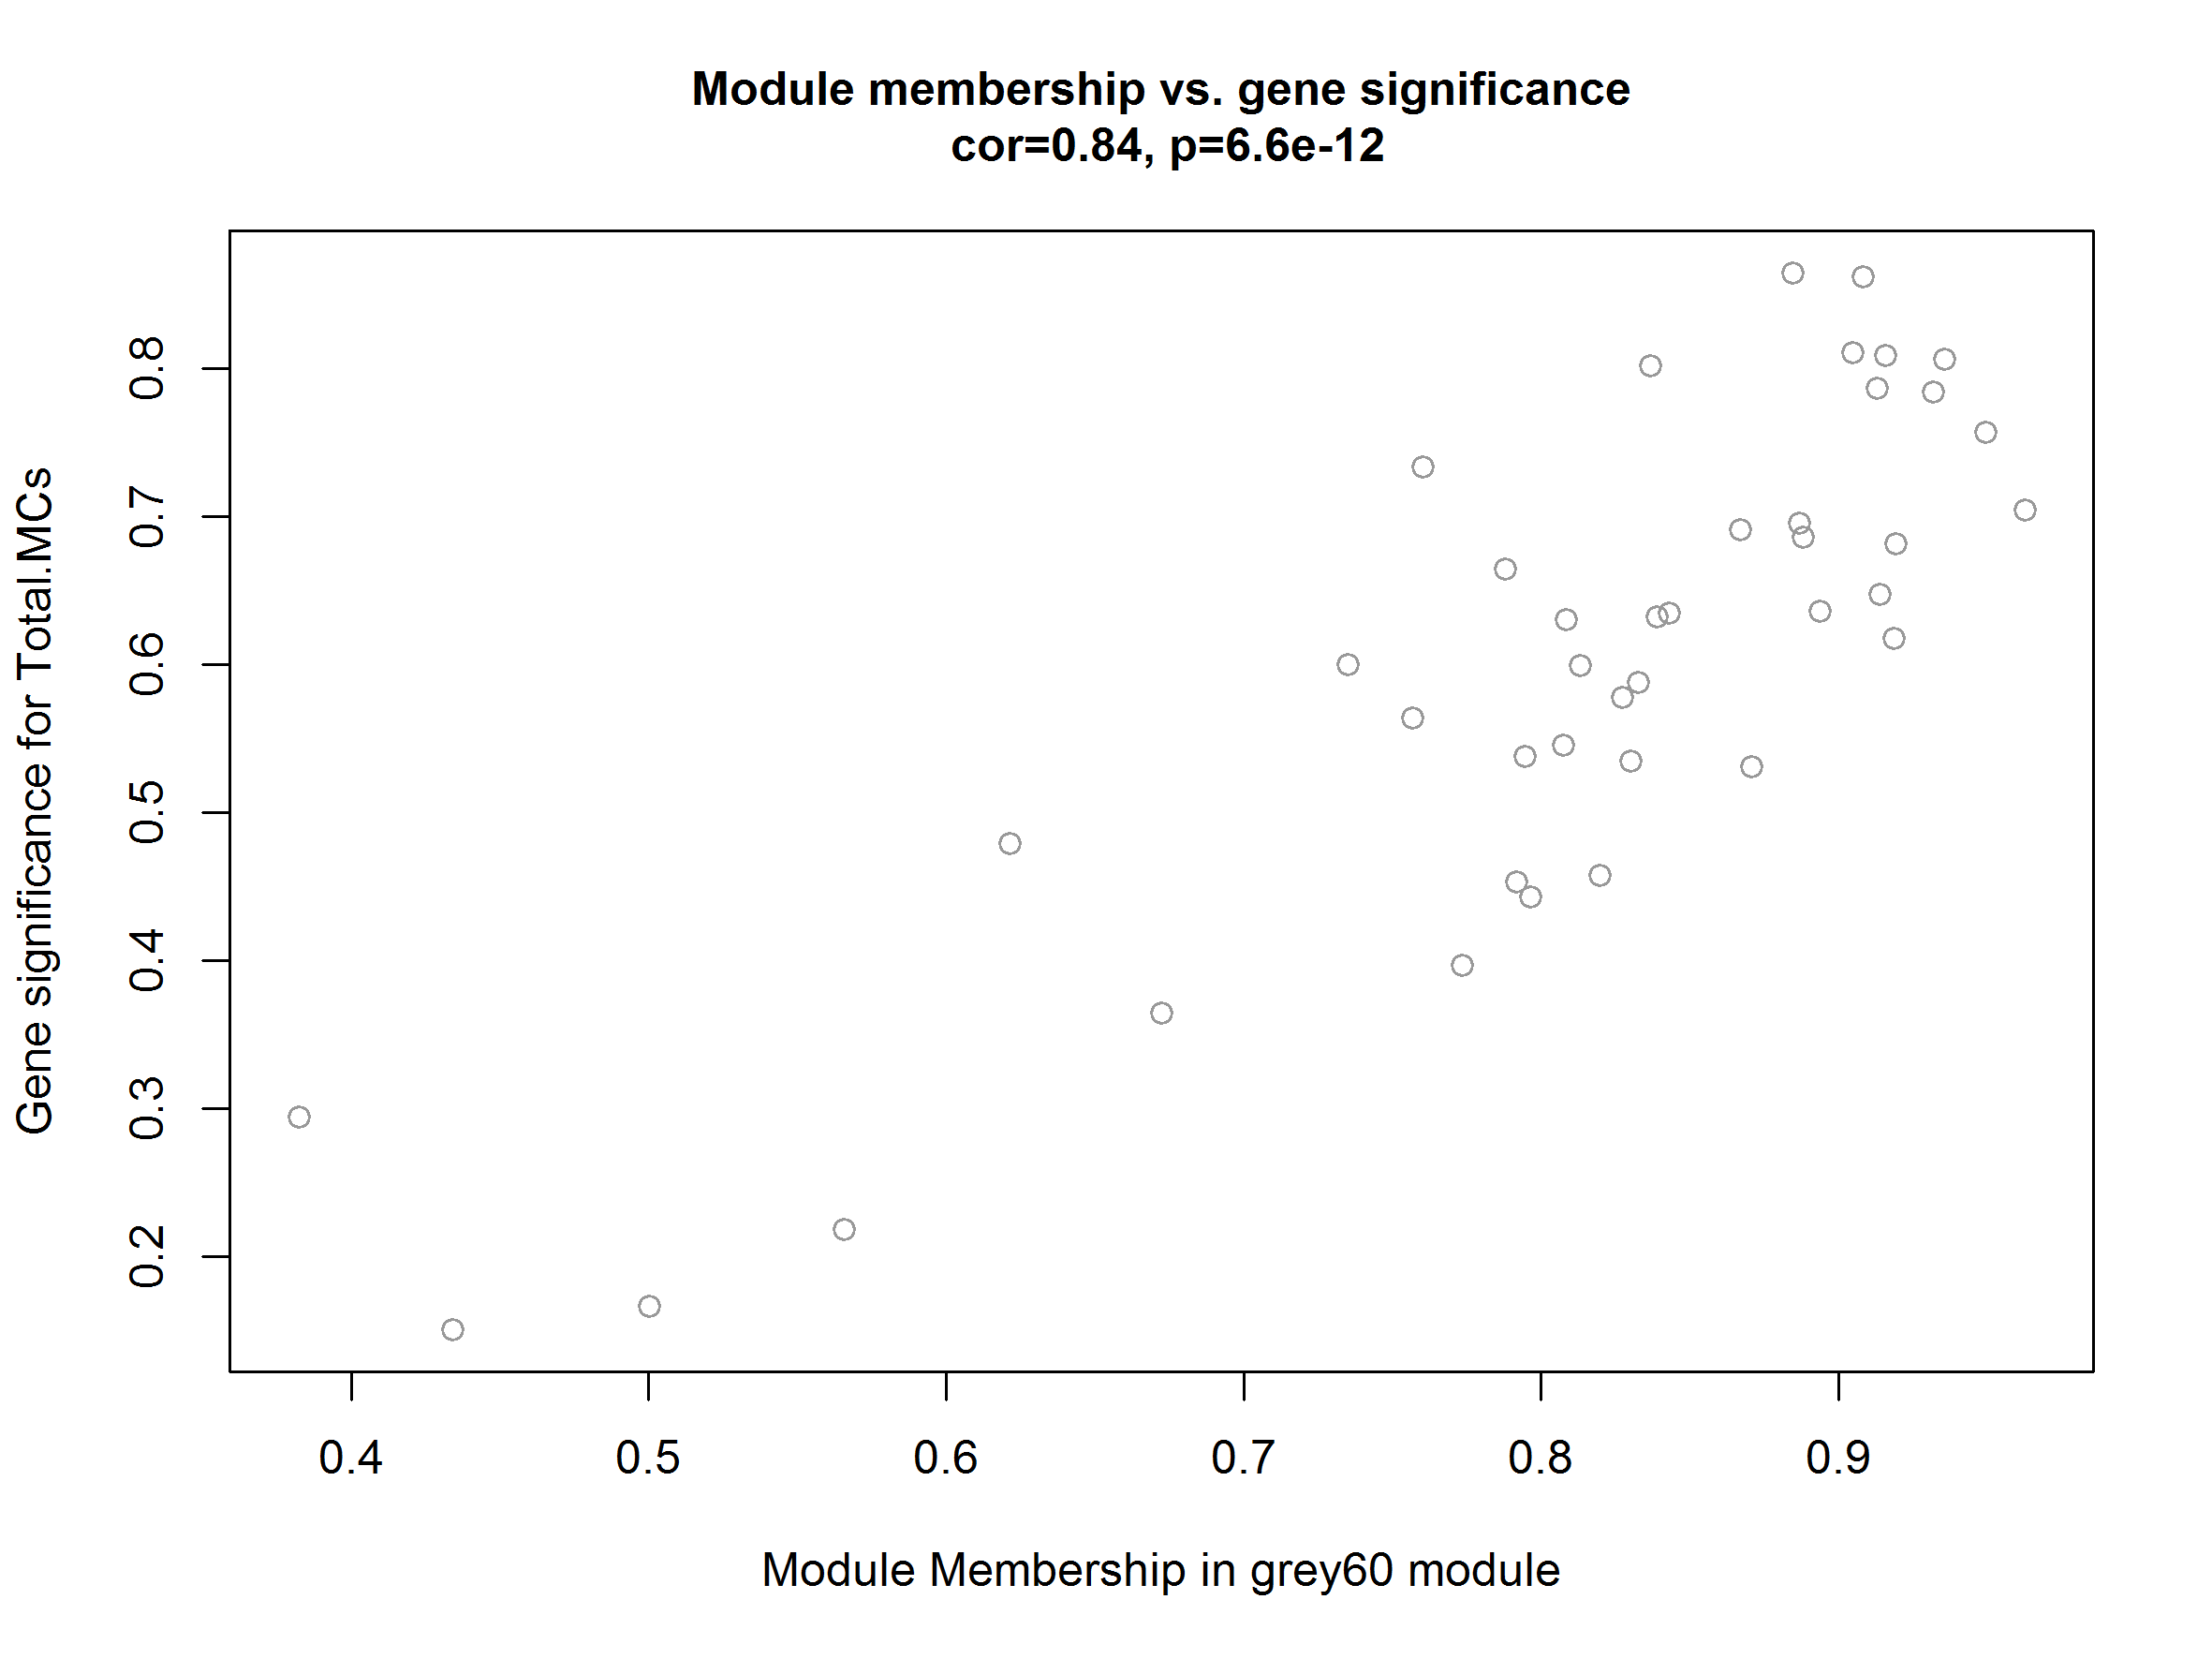 Module membership vs. gene significance
cor=0.84, p=6.6e-12
Gene significance for Total.MCs
0.8
0.7
0.6
0.5
0.4
0.3
0.2
0.4 0.5 0.6 0.7 0.8 0.9
Module Membership in grey60 module